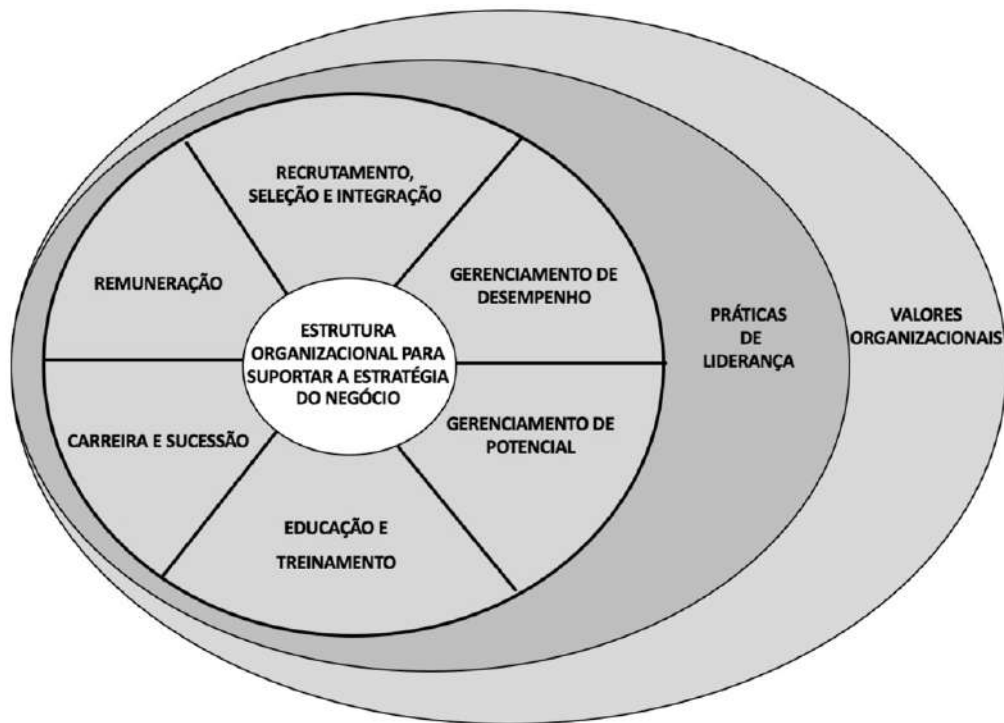 RECRUTAMENTO,
SELEÇÃO E INTEGRAÇÃO
GERENCIAMENTO DE
DESEMPENHO
GERENCIAMENTO DE
POTENCIAL
EDUCAÇÃO E
TREINAMENTO
CARREIRA E SUCESSÃO
REMUNERAÇÃO
ESTRUTURA
ORGANIZACIONAL PARA
SUPORTAR A ESTRATÉGIA
DO NEGÓCIO
PRÁTICAS
DE
LIDERANÇA
VALORES
ORGANIZACIONAIS